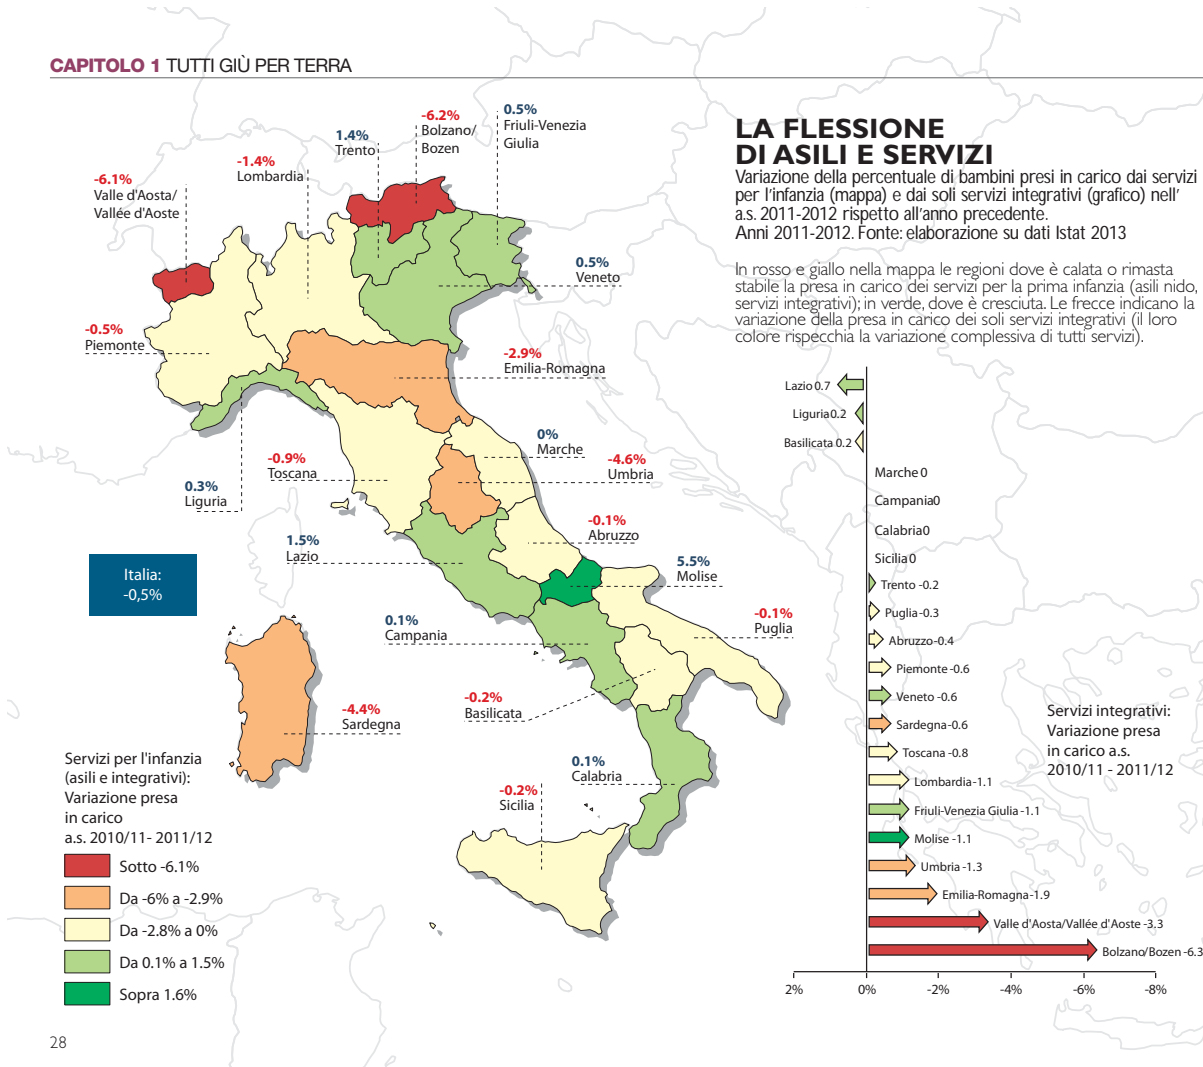 CAPITOLO 1 TUTTI GIÙ PER TERRA
LA FLESSIONE
DI ASILI E SERVIZI
Variazione della percentuale di bambini presi in carico dai servizi
per l'infanzia (mappa) e dai soli servizi integrativi (grafico) nell'
a.s. 2011-2012 rispetto all'anno precedente.
Anni 2011-2012. Fonte: elaborazione su dati Istat 2013
In rosso e giallo nella mappa le regioni dove è calata o rimasta
stabile la presa in carico dei servizi per la prima infanzia (asili nido,
servizi integrativi); in verde, dove è cresciuta. Le frecce indicano la
variazione della presa in carico dei soli servizi integrativi (il loro
colore rispecchia la variazione complessiva di tutti servizi).
-6.2%
Bolzano/
Bozen
0.5%
Friuli-Venezia
Giulia
1.4%
Trento
-1.4%
Lombardia
-6.1%
Valle d'Aosta/
Vallée d'Aoste
0.5%
Veneto
-0.5%
Piemonte
-2.9%
Emilia-Romagna
0%
Marche
-0.9%
Toscana
-4.6%
Umbria
0.3%
Liguria
-0.1%
Abruzzo
1.5%
Lazio
5.5%
Molise
Italia:
-0,5%
0.1%
Campania
-0.1%
Puglia
-4.4%
Sardegna
-0.2%
Basilicata
0.1%
Calabria
-0.2%
Sicilia
Servizi per l'infanzia
(asili e integrativi):
Variazione presa
in carico
a.s. 2010/11- 2011/12
Sotto -6.1%
Da -6% a -2.9%
Da -2.8% a 0%
Da 0.1% a 1.5%
Sopra 1.6%
Lazio 0.7
Liguria0.2
Basilicata 0.2
Marche 0
Campania0
Calabria0
Sicilia 0
Trento -0.2
Puglia -0.3
Abruzzo-0.4
Piemonte -0.6
Veneto -0.6
Sardegna-0.6
Toscana -0.8
Lombardia-1.1
Friuli-Venezia Giulia -1.1
Molise -1.1
Umbria -1.3
Emilia-Romagna-1.9
Valle d'Aosta/Vallée d'Aoste -3.3
Bolzano/Bozen -6.3
Servizi integrativi:
Variazione presa
in carico a.s.
2010/11 - 2011/12
2% 0% -2% -4% -6% -8%
28